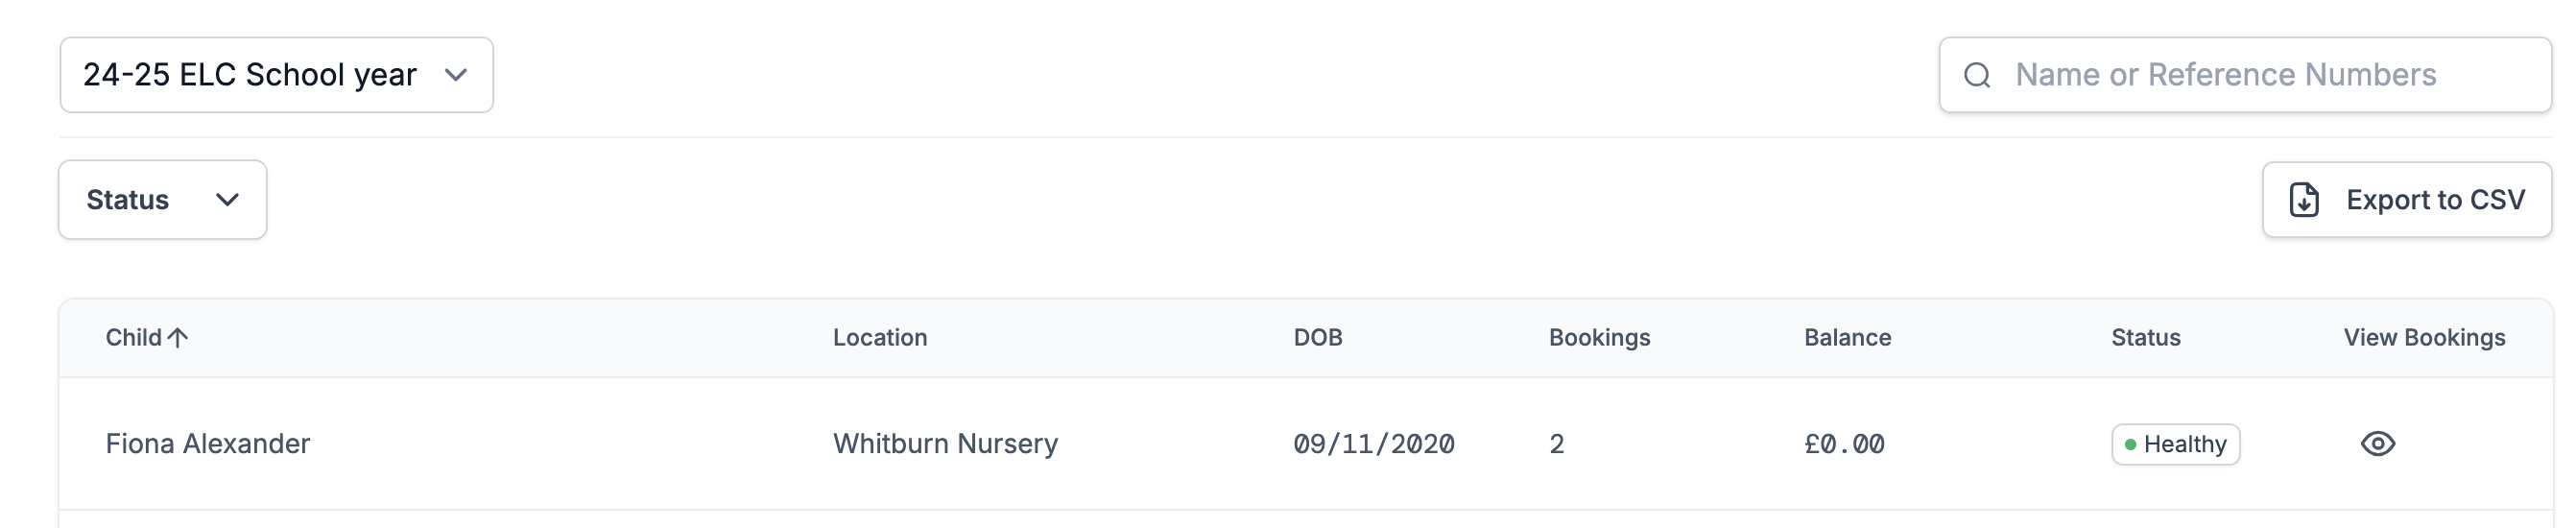 24-25 ELC School year
Name or Reference Numbers
Status
Export to CSV
Child Location DOB Bookings Balance Status View Bookings
Fiona Alexander Whitburn Nursery 09/11/2020 2 £0.00 Healthy